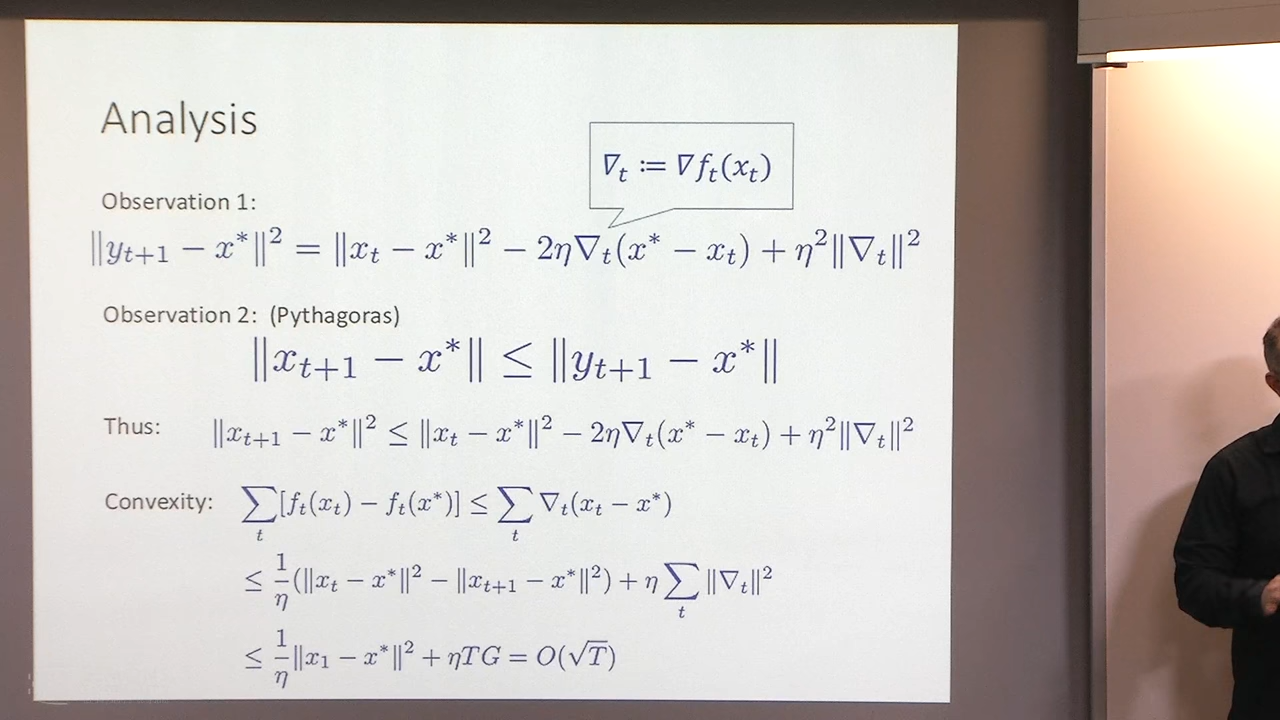 Analysis
∇_t := ∇f_t(x_t)
Observation 1:
‖y_{t+1} − x*‖² = ‖x_t − x*‖² − 2η∇_t(x* − x_t) + η²‖∇_t‖²
Observation 2: (Pythagoras)
‖x_{t+1} − x*‖ ≤ ‖y_{t+1} − x*‖
Thus: ‖x_{t+1} − x*‖² ≤ ‖x_t − x*‖² − 2η∇_t(x* − x_t) + η²‖∇_t‖²
Convexity: ∑_t [f_t(x_t) − f_t(x*)] ≤ ∑_t ∇_t(x_t − x*)
≤ 1/η (‖x_t − x*‖² − ‖x_{t+1} − x*‖²) + η ∑_t ‖∇_t‖²
≤ 1/η ‖x_1 − x*‖² + ηTG = O(√T)